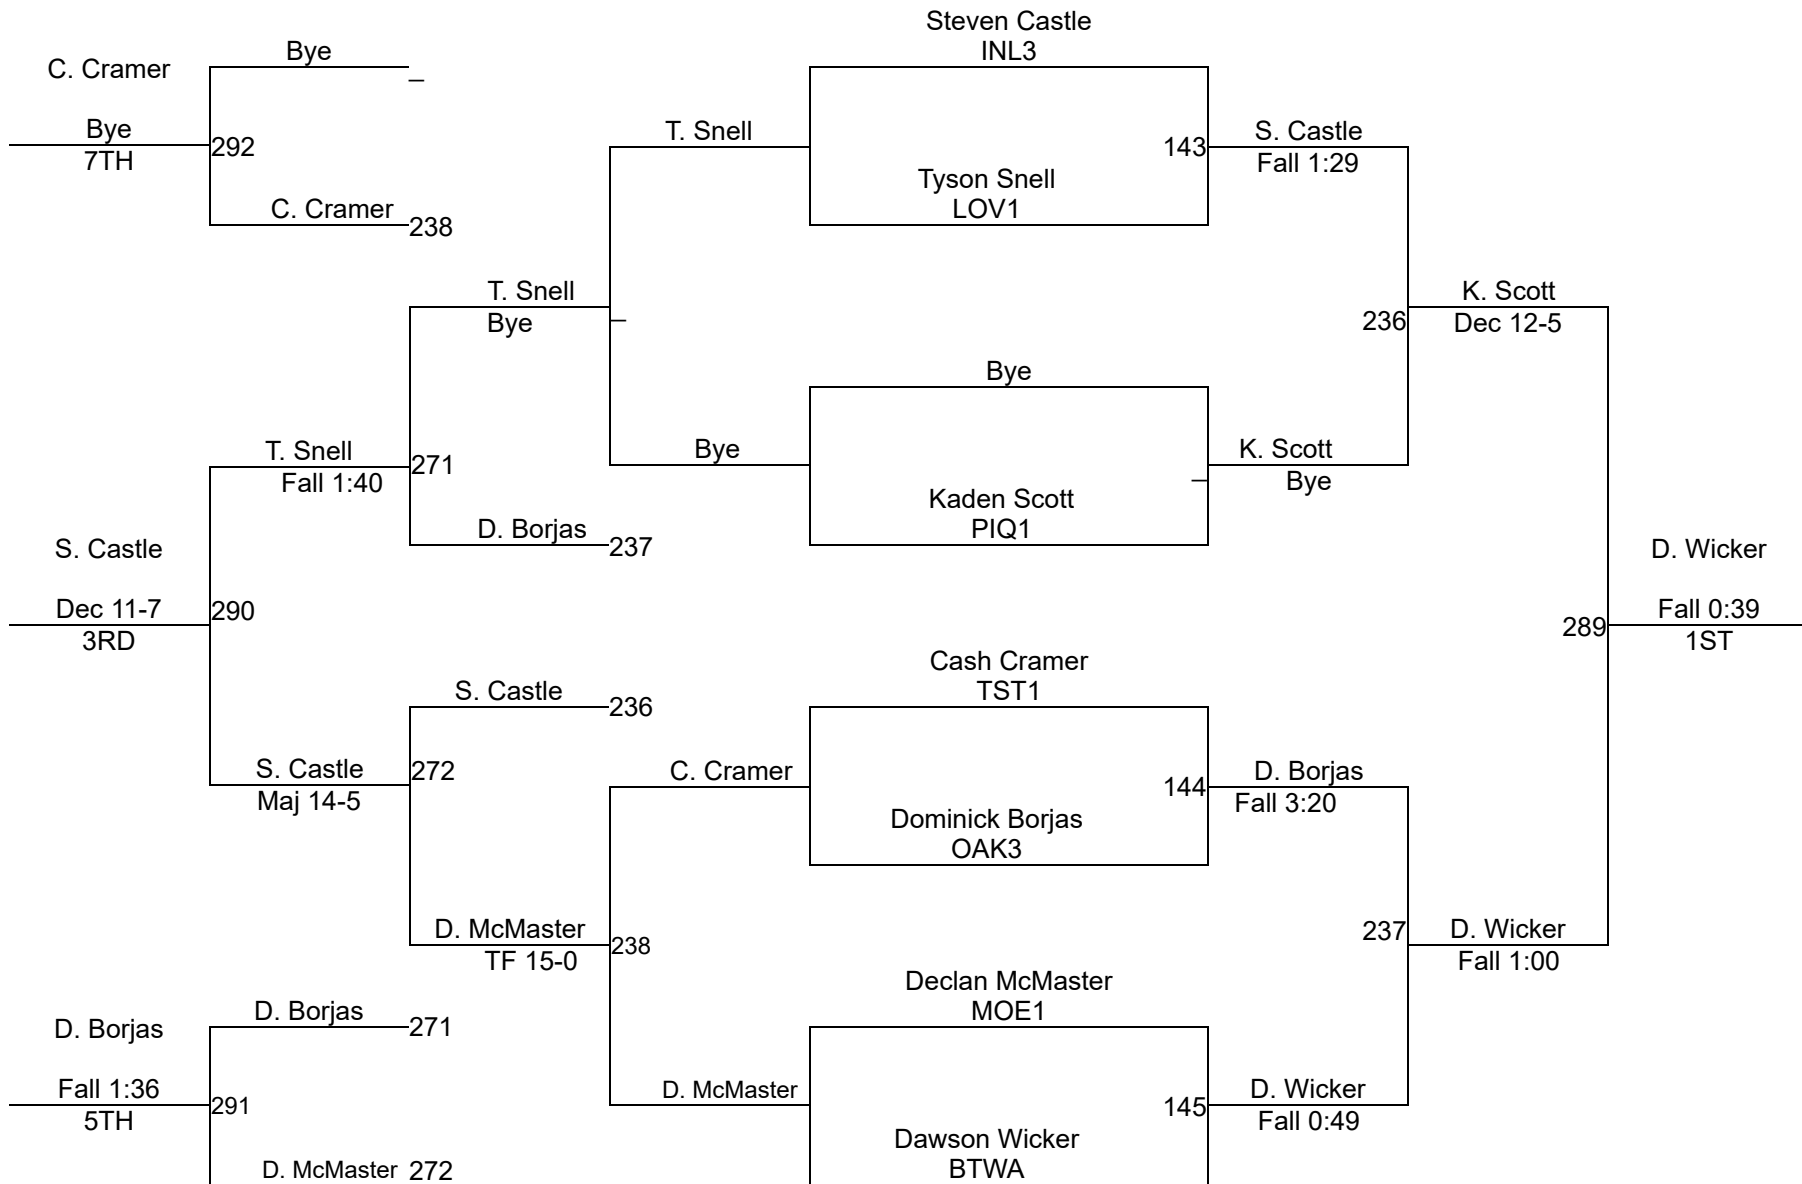 Steven Castle
INL3
Bye
C. Cramer
_
Bye
7TH
292
T. Snell
143
S. Castle
Fall 1:29
Tyson Snell
LOV1
C. Cramer
238
T. Snell
Bye
_
236
K. Scott
Dec 12-5
Bye
T. Snell
Fall 1:40
271
Bye
K. Scott
_
Bye
Kaden Scott
PIQ1
D. Borjas
237
S. Castle
Dec 11-7
3RD
290
D. Wicker
289
Fall 0:39
1ST
Cash Cramer
TST1
S. Castle
236
S. Castle
Maj 14-5
272
C. Cramer
144
D. Borjas
Fall 3:20
Dominick Borjas
OAK3
D. McMaster
TF 15-0
238
237
D. Wicker
Fall 1:00
Declan McMaster
MOE1
D. Borjas
271
D. Borjas
Fall 1:36
5TH
291
D. McMaster
145
D. Wicker
Fall 0:49
Dawson Wicker
BTWA
D. McMaster
272